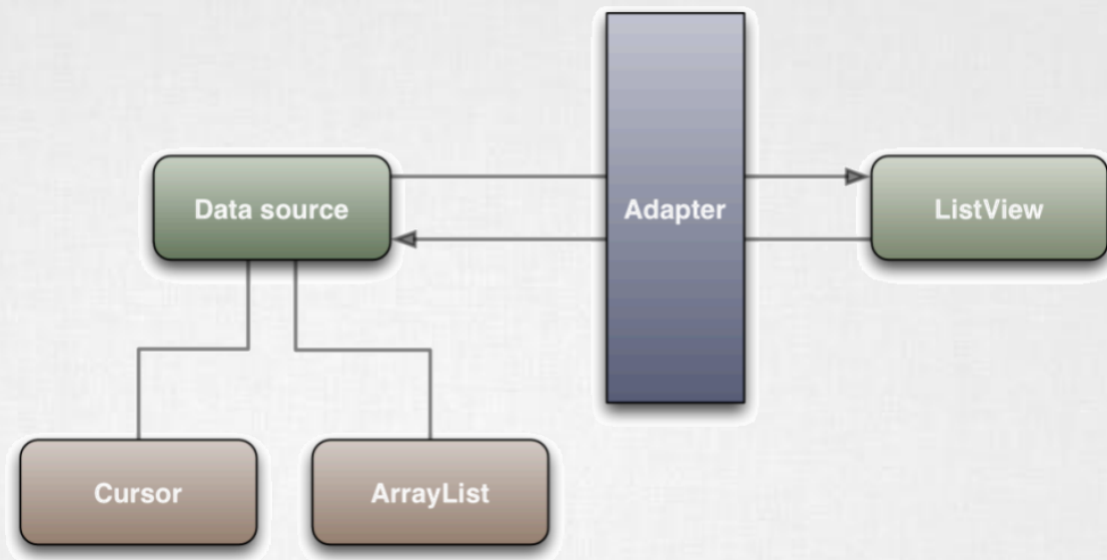 Data source
Adapter
ListView
Cursor
ArrayList